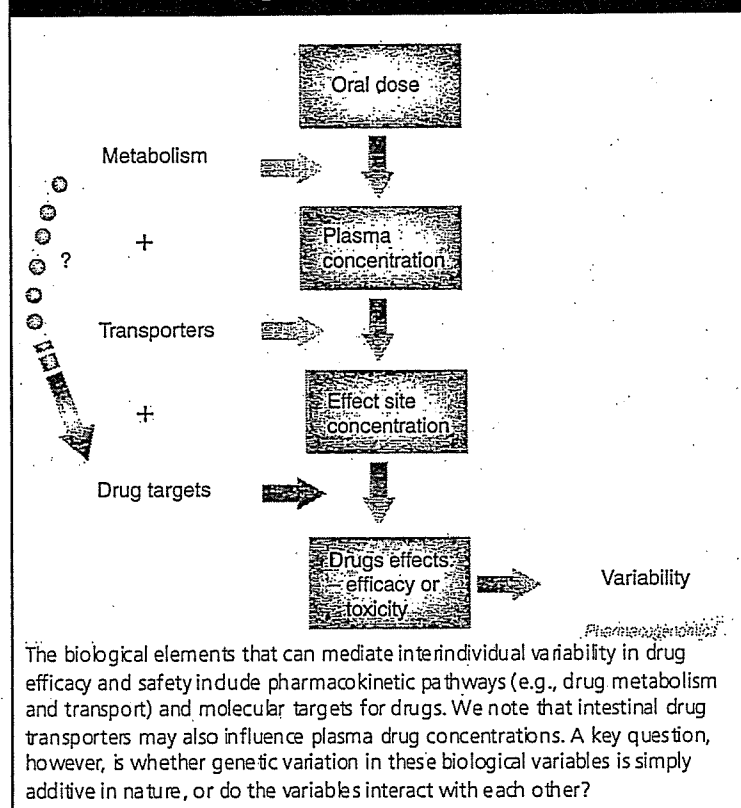 Oral dose
Metabolism
+
Plasma
concentration
?
Transporters
+
Effect site
concentration
Drug targets
Drugs effects:
– efficacy or
toxicity
Variability
Pharmacogenomics
The biological elements that can mediate interindividual variability in drug
efficacy and safety include pharmacokinetic pathways (e.g., drug metabolism
and transport) and molecular targets for drugs. We note that intestinal drug
transporters may also influence plasma drug concentrations. A key question,
however, is whether genetic variation in these biological variables is simply
additive in nature, or do the variables interact with each other?